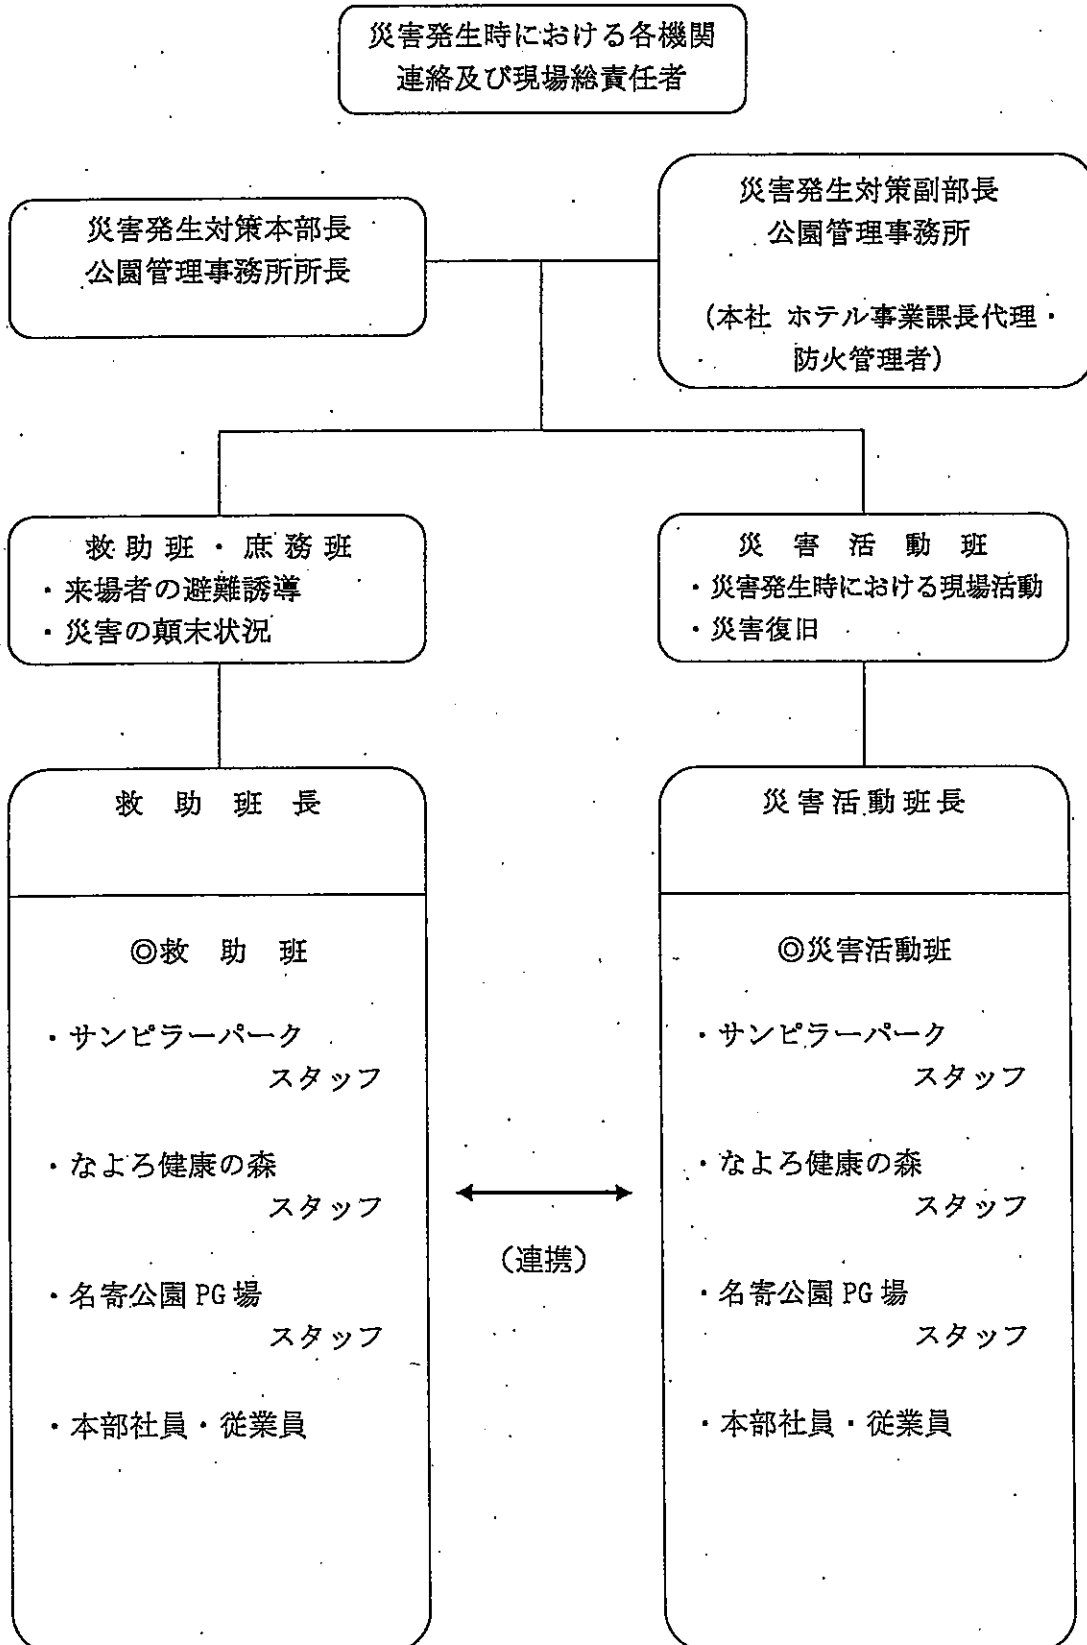 災害発生時における各機関
連絡及び現場総責任者
災害発生対策本部長
公園管理事務所所長
災害発生対策副部長
公園管理事務所
(本社 ホテル事業課長代理・
防火管理者)
救助班・庶務班
・来場者の避難誘導
・災害の顛末状況
災害活動班
・災害発生時における現場活動
・災害復旧
救助班長
◎救助班
・サンピラーパーク
スタッフ
・なよろ健康の森
スタッフ
・名寄公園 PG 場
スタッフ
・本部社員・従業員
(連携)
災害活動班長
◎災害活動班
・サンピラーパーク
スタッフ
・なよろ健康の森
スタッフ
・名寄公園 PG 場
スタッフ
・本部社員・従業員